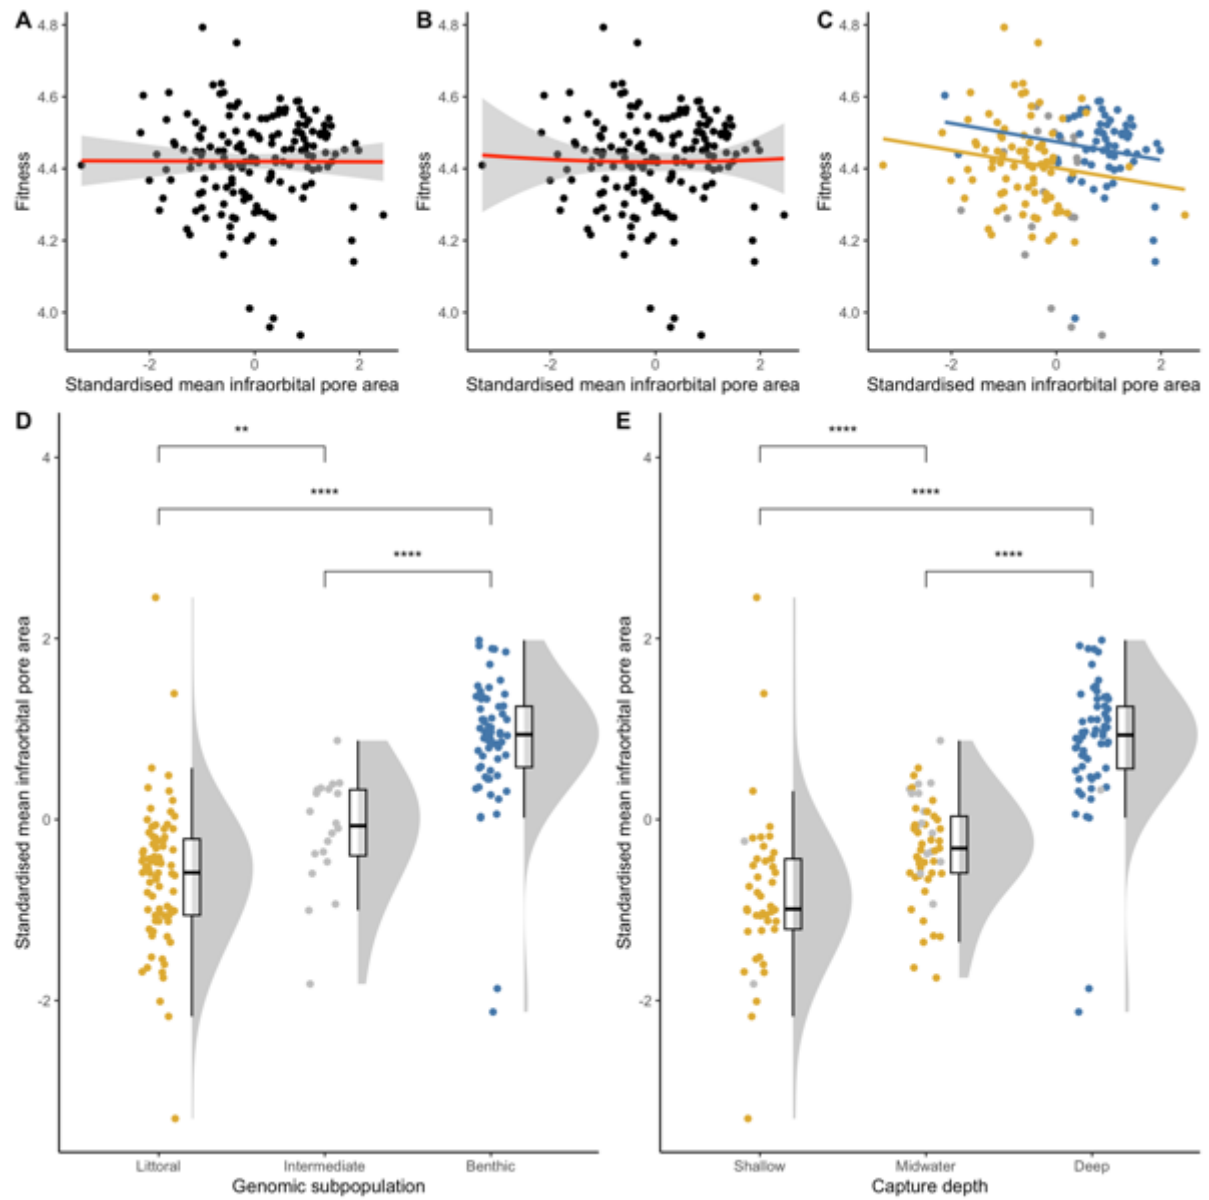 A
B
C
4.8
4.6
4.4
4.2
4.0
Fitness
-2
0
2
Standardised mean infraorbital pore area
4.8
4.6
4.4
4.2
4.0
Fitness
-2
0
2
Standardised mean infraorbital pore area
4.8
4.6
4.4
4.2
4.0
Fitness
-2
0
2
Standardised mean infraorbital pore area
D
**
****
****
4
2
0
-2
Standardised mean infraorbital pore area
Littoral
Intermediate
Benthic
Genomic subpopulation
E
****
****
****
4
2
0
-2
Standardised mean infraorbital pore area
Shallow
Midwater
Deep
Capture depth